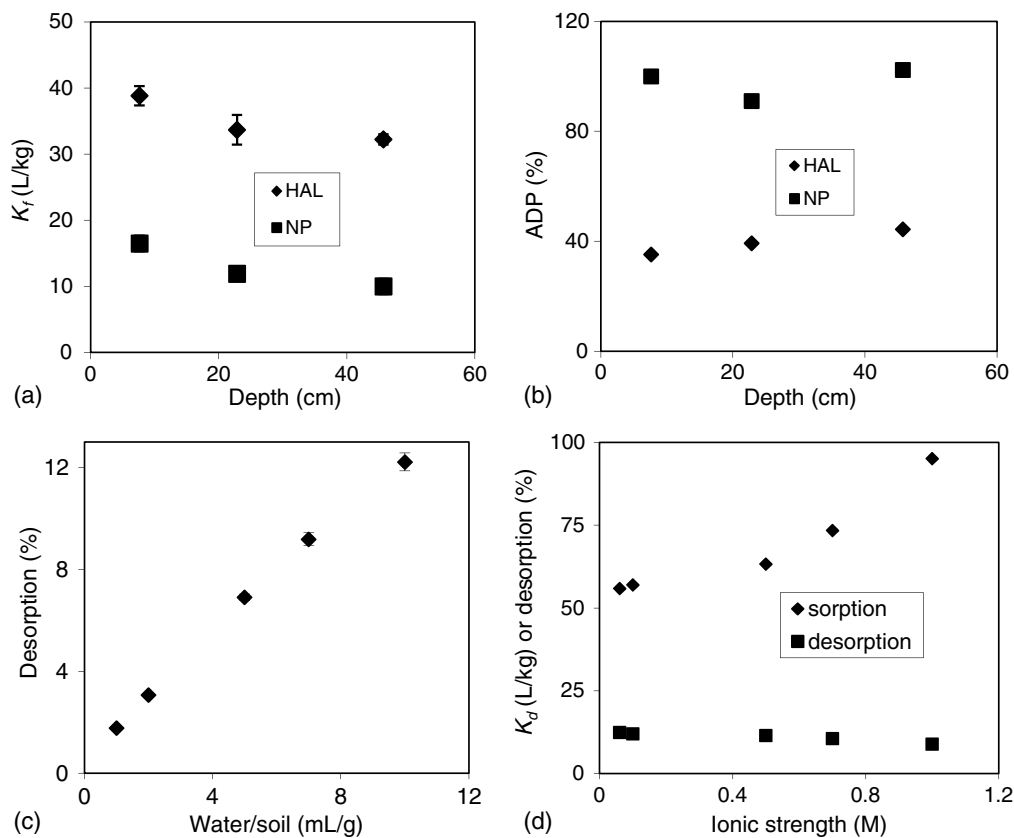 50
40
30
20
10
0
K_f (L/kg)
HAL
NP
0
20
40
60
(a)
Depth (cm)
120
80
40
0
ADP (%)
HAL
NP
0
20
40
60
(b)
Depth (cm)
12
8
4
0
Desorption (%)
0
4
8
12
(c)
Water/soil (mL/g)
100
75
50
25
0
K_d (L/kg) or desorption (%)
sorption
desorption
0
0.4
0.8
1.2
(d)
Ionic strength (M)